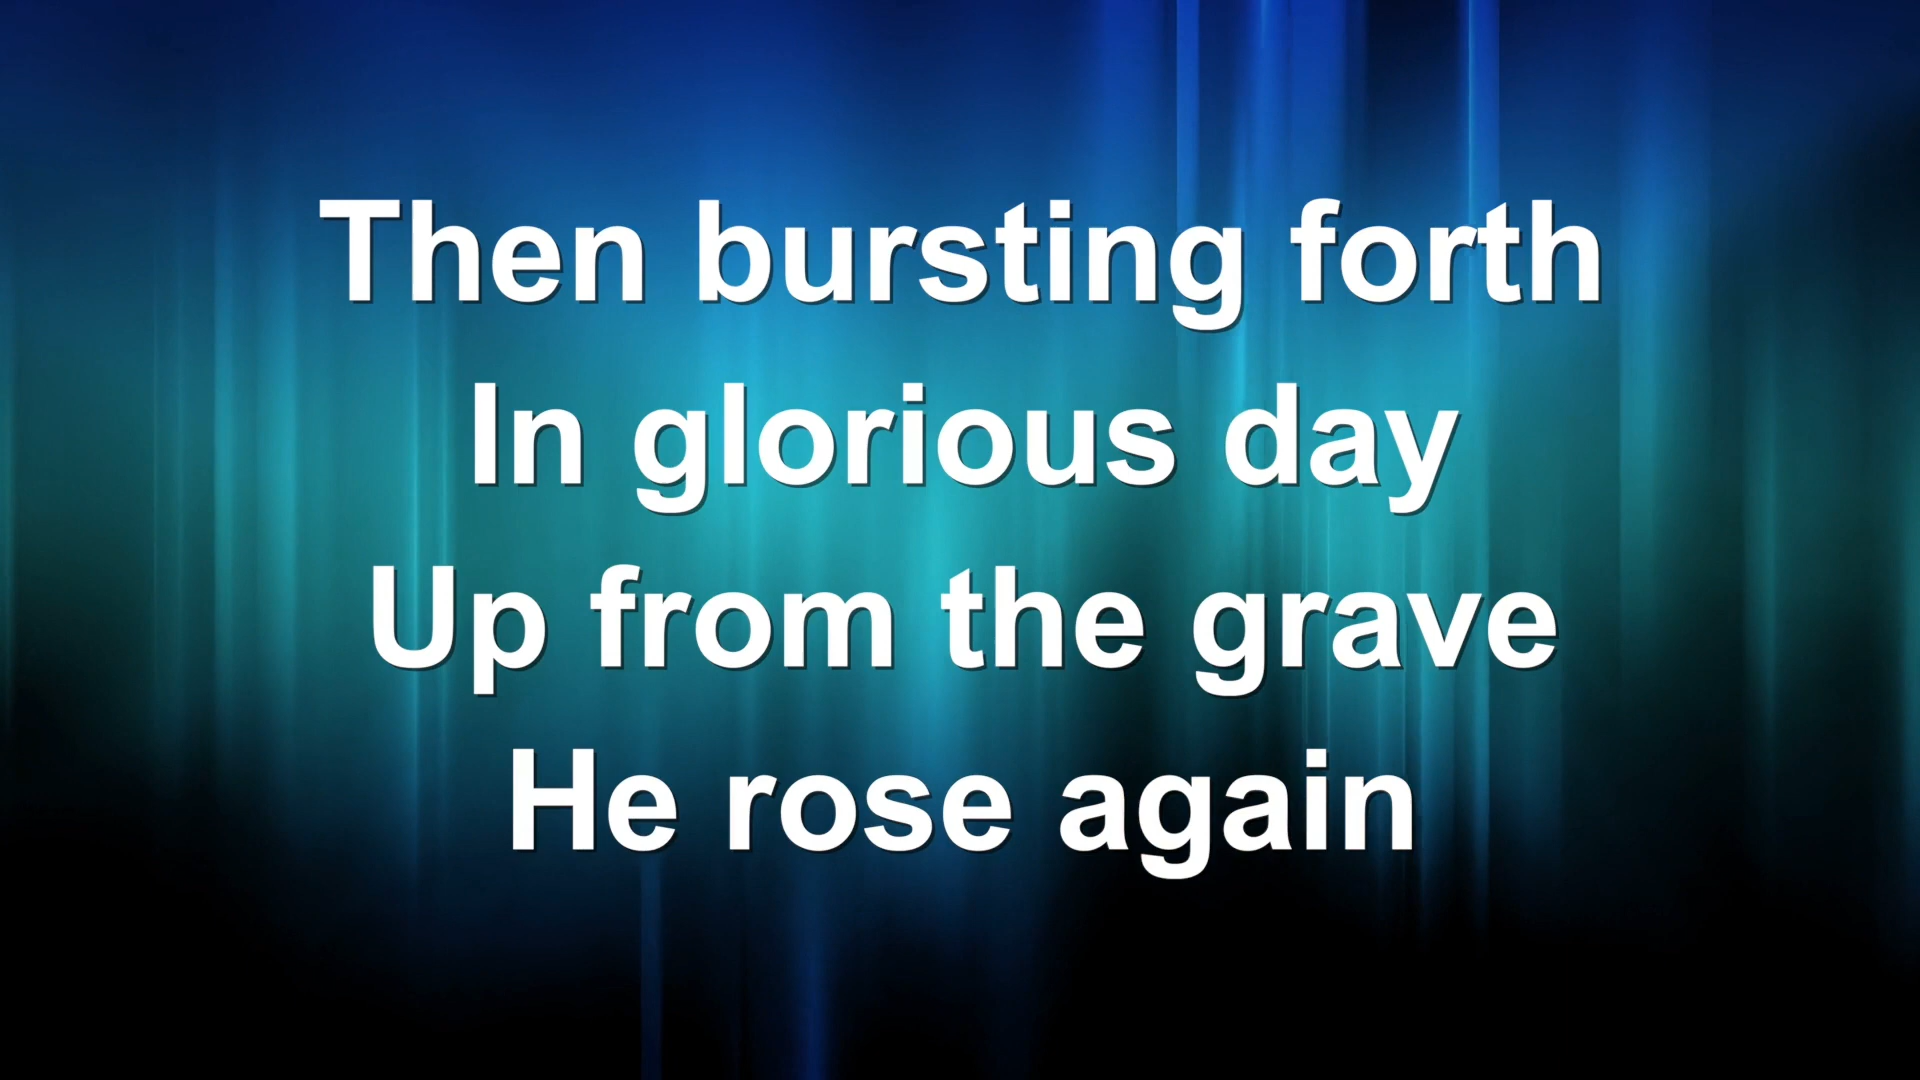 Then bursting forth
In glorious day
Up from the grave
He rose again